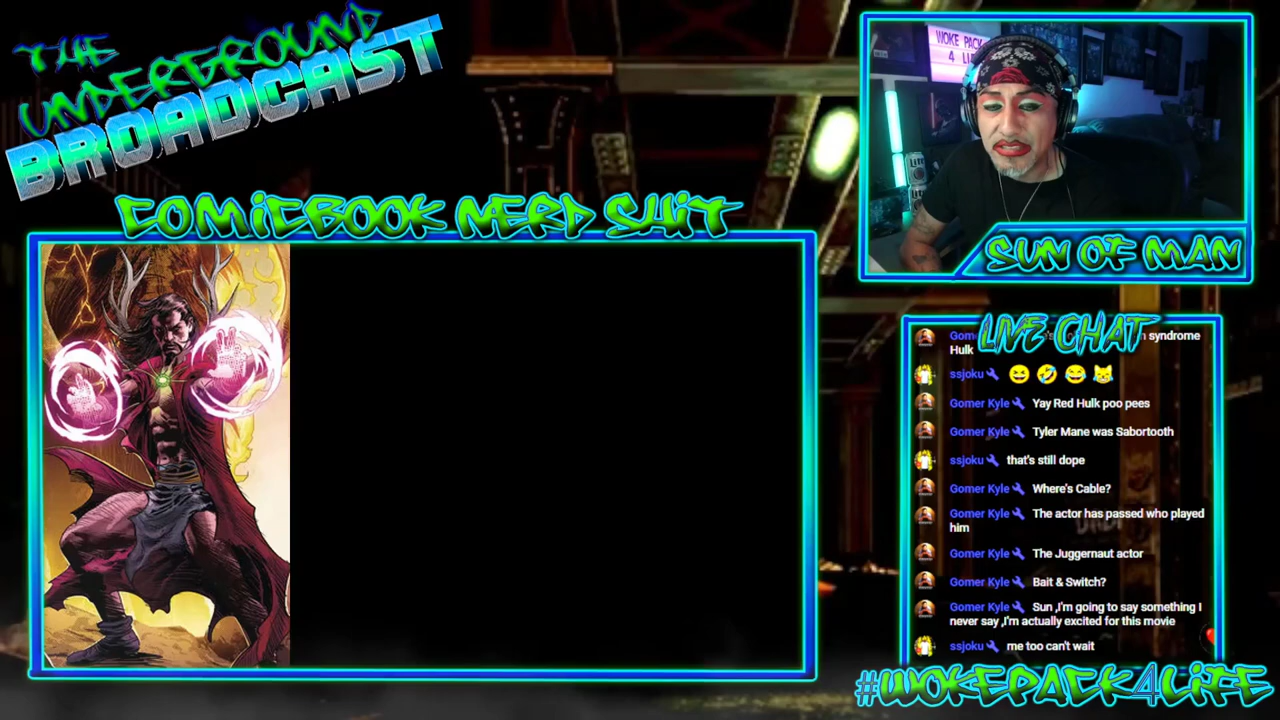 THE
UNDERGROUND
BROADCAST
COMICBOOK NERD SHIT
WOKE PACK
4 LI
SUN OF MAN
LIVE CHAT
Gom
n syndrome
Hulk
ssjoku 😆 🤣 😂 😹
Gomer Kyle Yay Red Hulk poo pees
Gomer Kyle Tyler Mane was Sabortooth
ssjoku that's still dope
Gomer Kyle Where's Cable?
Gomer Kyle The actor has passed who played
him
Gomer Kyle The Juggernaut actor
Gomer Kyle Bait & Switch?
Gomer Kyle Sun ,I'm going to say something I
never say ,I'm actually excited for this movie
ssjoku me too can't wait
#WOKEPACK4LIFE